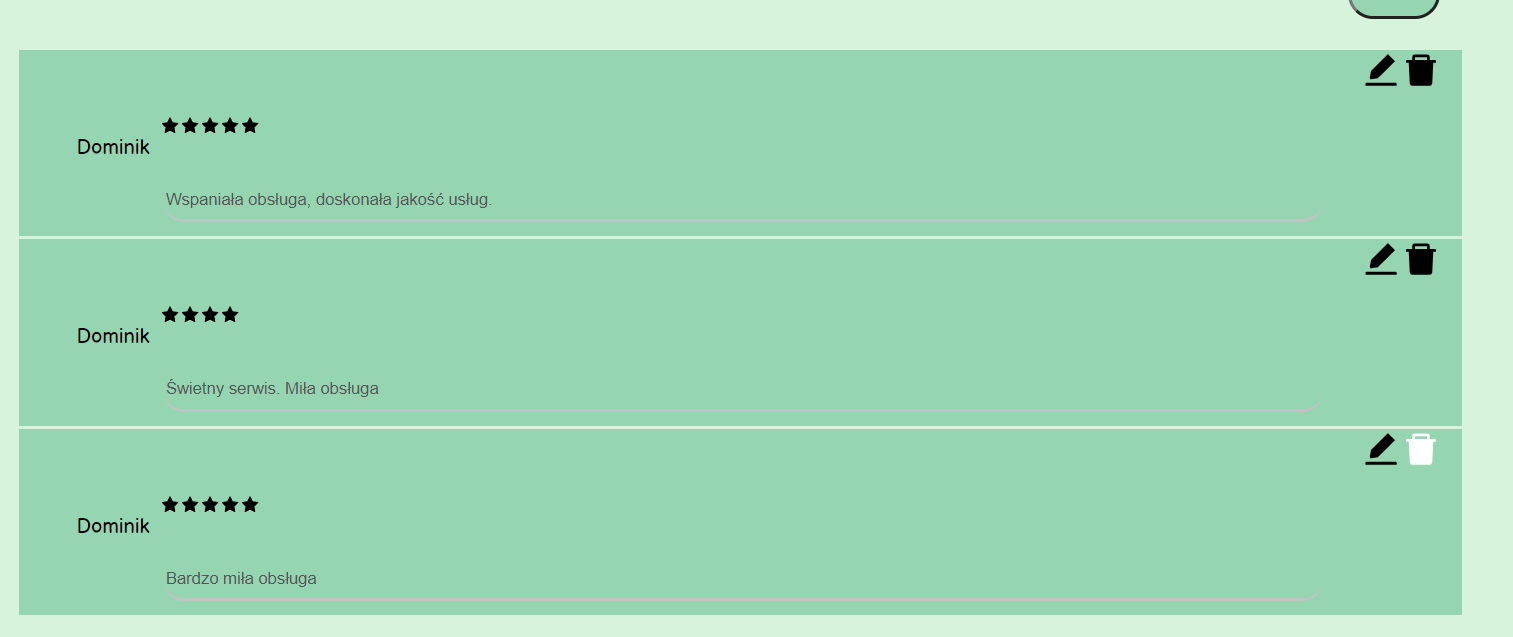 Dominik
Wspaniała obsługa, doskonała jakość usług.
Dominik
Świetny serwis. Miła obsługa
Dominik
Bardzo miła obsługa